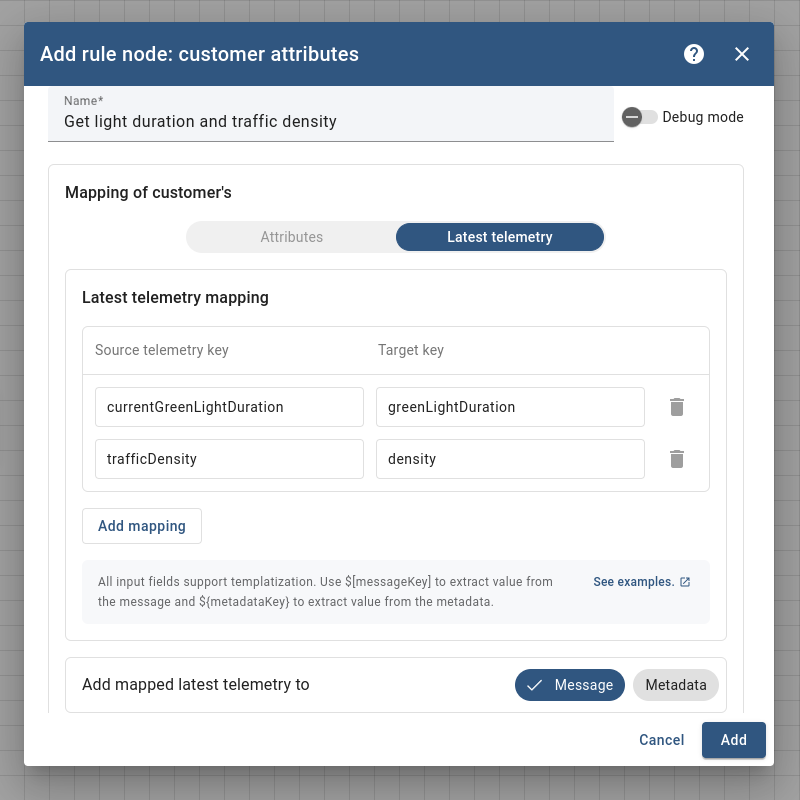 Add rule node: customer attributes
?
Name*
Get light duration and traffic density
Debug mode
Mapping of customer's
Attributes
Latest telemetry
Latest telemetry mapping
Source telemetry key
Target key
currentGreenLightDuration
greenLightDuration
trafficDensity
density
Add mapping
All input fields support templatization. Use $[messageKey] to extract value from
the message and ${metadataKey} to extract value from the metadata.
See examples.
Add mapped latest telemetry to
Message
Metadata
Cancel
Add